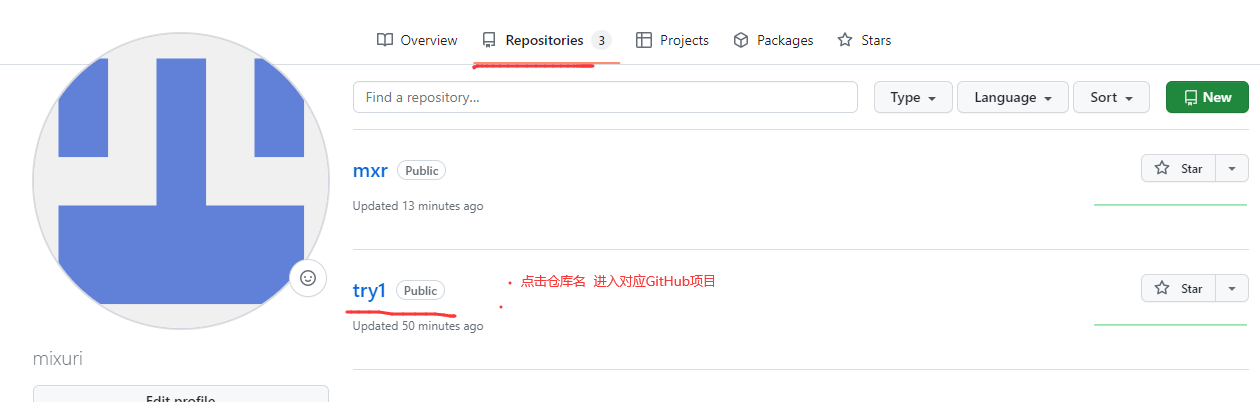 Overview Repositories 3 Projects Packages Stars
Find a repository... Type Language Sort New
mxr Public Star
Updated 13 minutes ago
点击仓库名 进入对应GitHub项目
try1 Public Star
Updated 50 minutes ago
mixuri
Edit profile